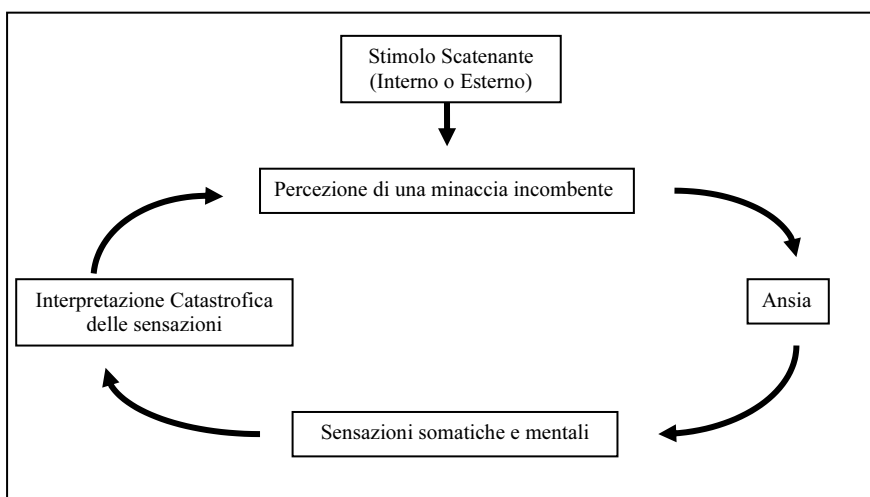 Stimolo Scatenante
(Interno o Esterno)
Percezione di una minaccia incombente
Interpretazione Catastrofica
delle sensazioni
Ansia
Sensazioni somatiche e mentali